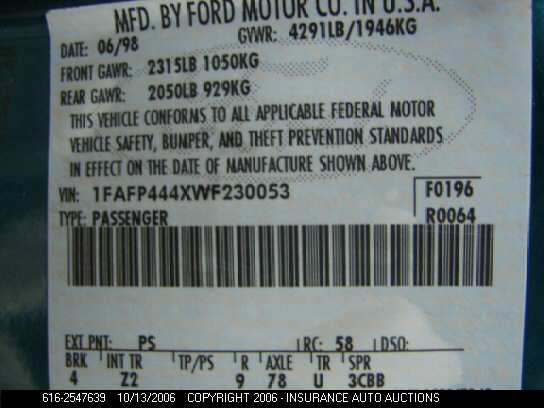 MFD. BY FORD MOTOR CO. IN U.S.A.
DATE: 06/98 GVWR: 4291LB/1946KG
FRONT GAWR: 2315LB 1050KG
REAR GAWR: 2050LB 929KG
THIS VEHICLE CONFORMS TO ALL APPLICABLE FEDERAL MOTOR
VEHICLE SAFETY, BUMPER, AND THEFT PREVENTION STANDARDS
IN EFFECT ON THE DATE OF MANUFACTURE SHOWN ABOVE.
VIN: 1FAFP444XWF230053 F0196
TYPE: PASSENGER R0064
EXT PNT: PS RC: 58 DSO:
BRK INT TR TP/PS R AXLE TR SPR
4 Z2 9 78 U 3CBB
616-2547639 10/13/2006 COPYRIGHT 2006 - INSURANCE AUTO AUCTIONS